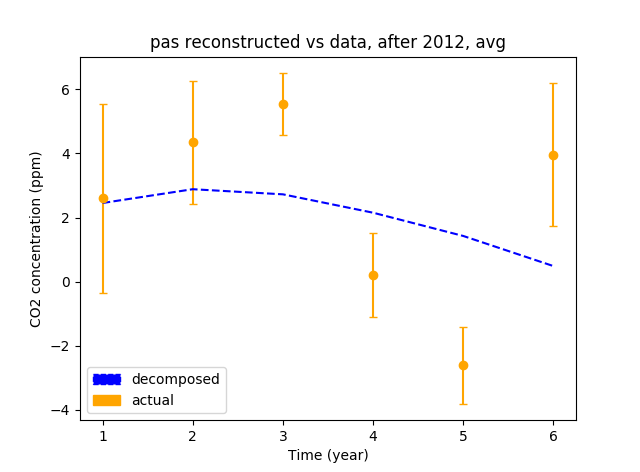 pas reconstructed vs data, after 2012, avg
CO2 concentration (ppm)
6
4
2
0
−2
−4
decomposed
actual
1 2 3 4 5 6
Time (year)